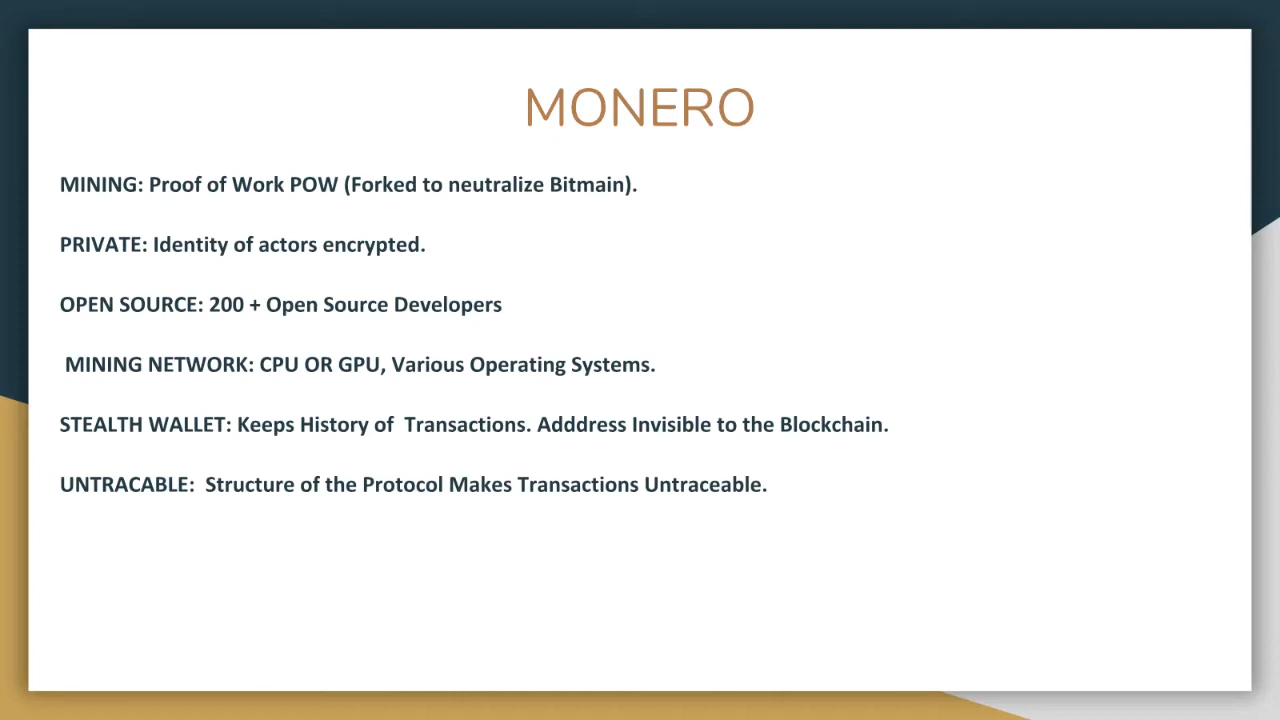 MONERO
MINING: Proof of Work POW (Forked to neutralize Bitmain).
PRIVATE: Identity of actors encrypted.
OPEN SOURCE: 200 + Open Source Developers
MINING NETWORK: CPU OR GPU, Various Operating Systems.
STEALTH WALLET: Keeps History of  Transactions. Adddress Invisible to the Blockchain.
UNTRACABLE:  Structure of the Protocol Makes Transactions Untraceable.